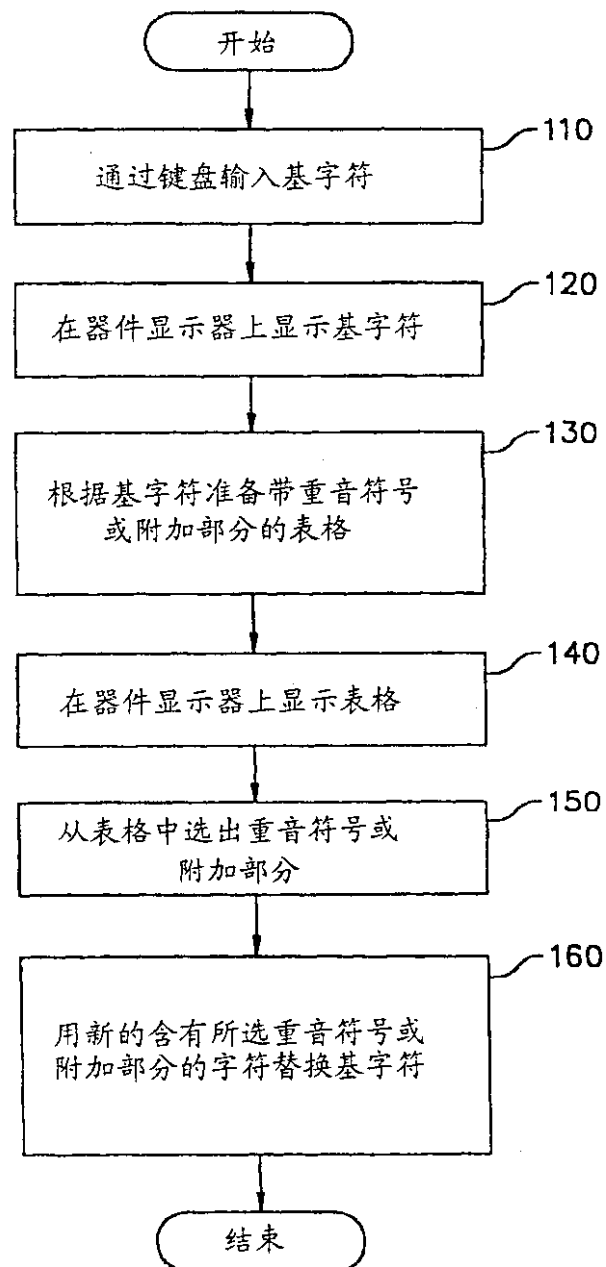 开始
110
通过键盘输入基字符
120
在器件显示器上显示基字符
130
根据基字符准备带重音符号
或附加部分的表格
140
在器件显示器上显示表格
150
从表格中选出重音符号或
附加部分
160
用新的含有所选重音符号或
附加部分的字符替换基字符
结束